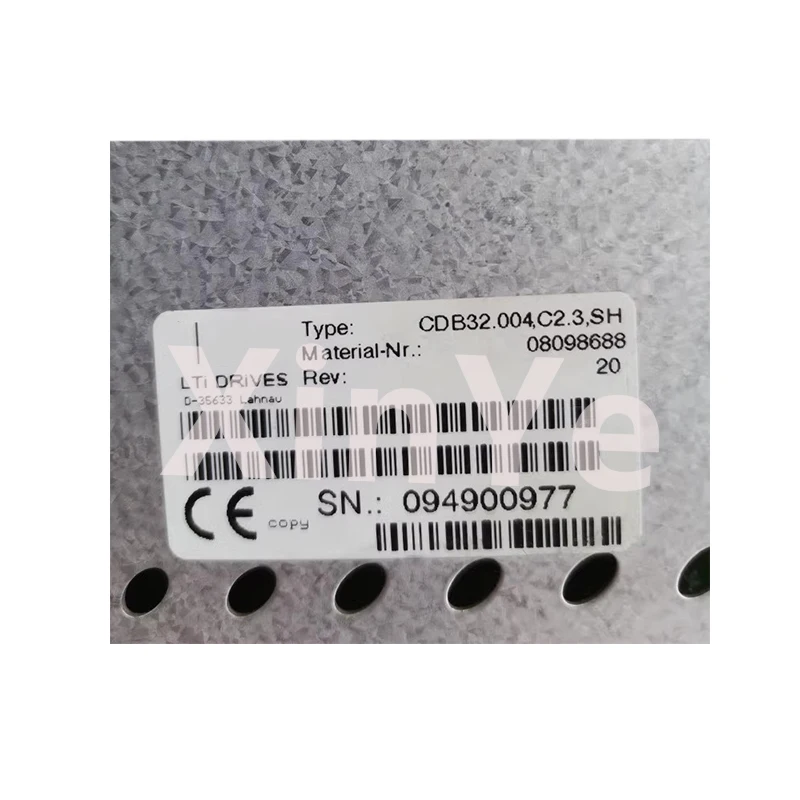 Type: CDB32.004,C2.3,SH
Material-Nr.: 08098688
LTi DRiVES Rev: 20
D-35633 Lahnau
CE copy SN.: 094900977
XinYe